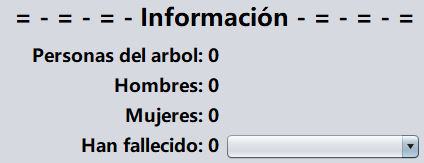 = - = - = - Información - = - = - =
Personas del arbol: 0
Hombres: 0
Mujeres: 0
Han fallecido: 0